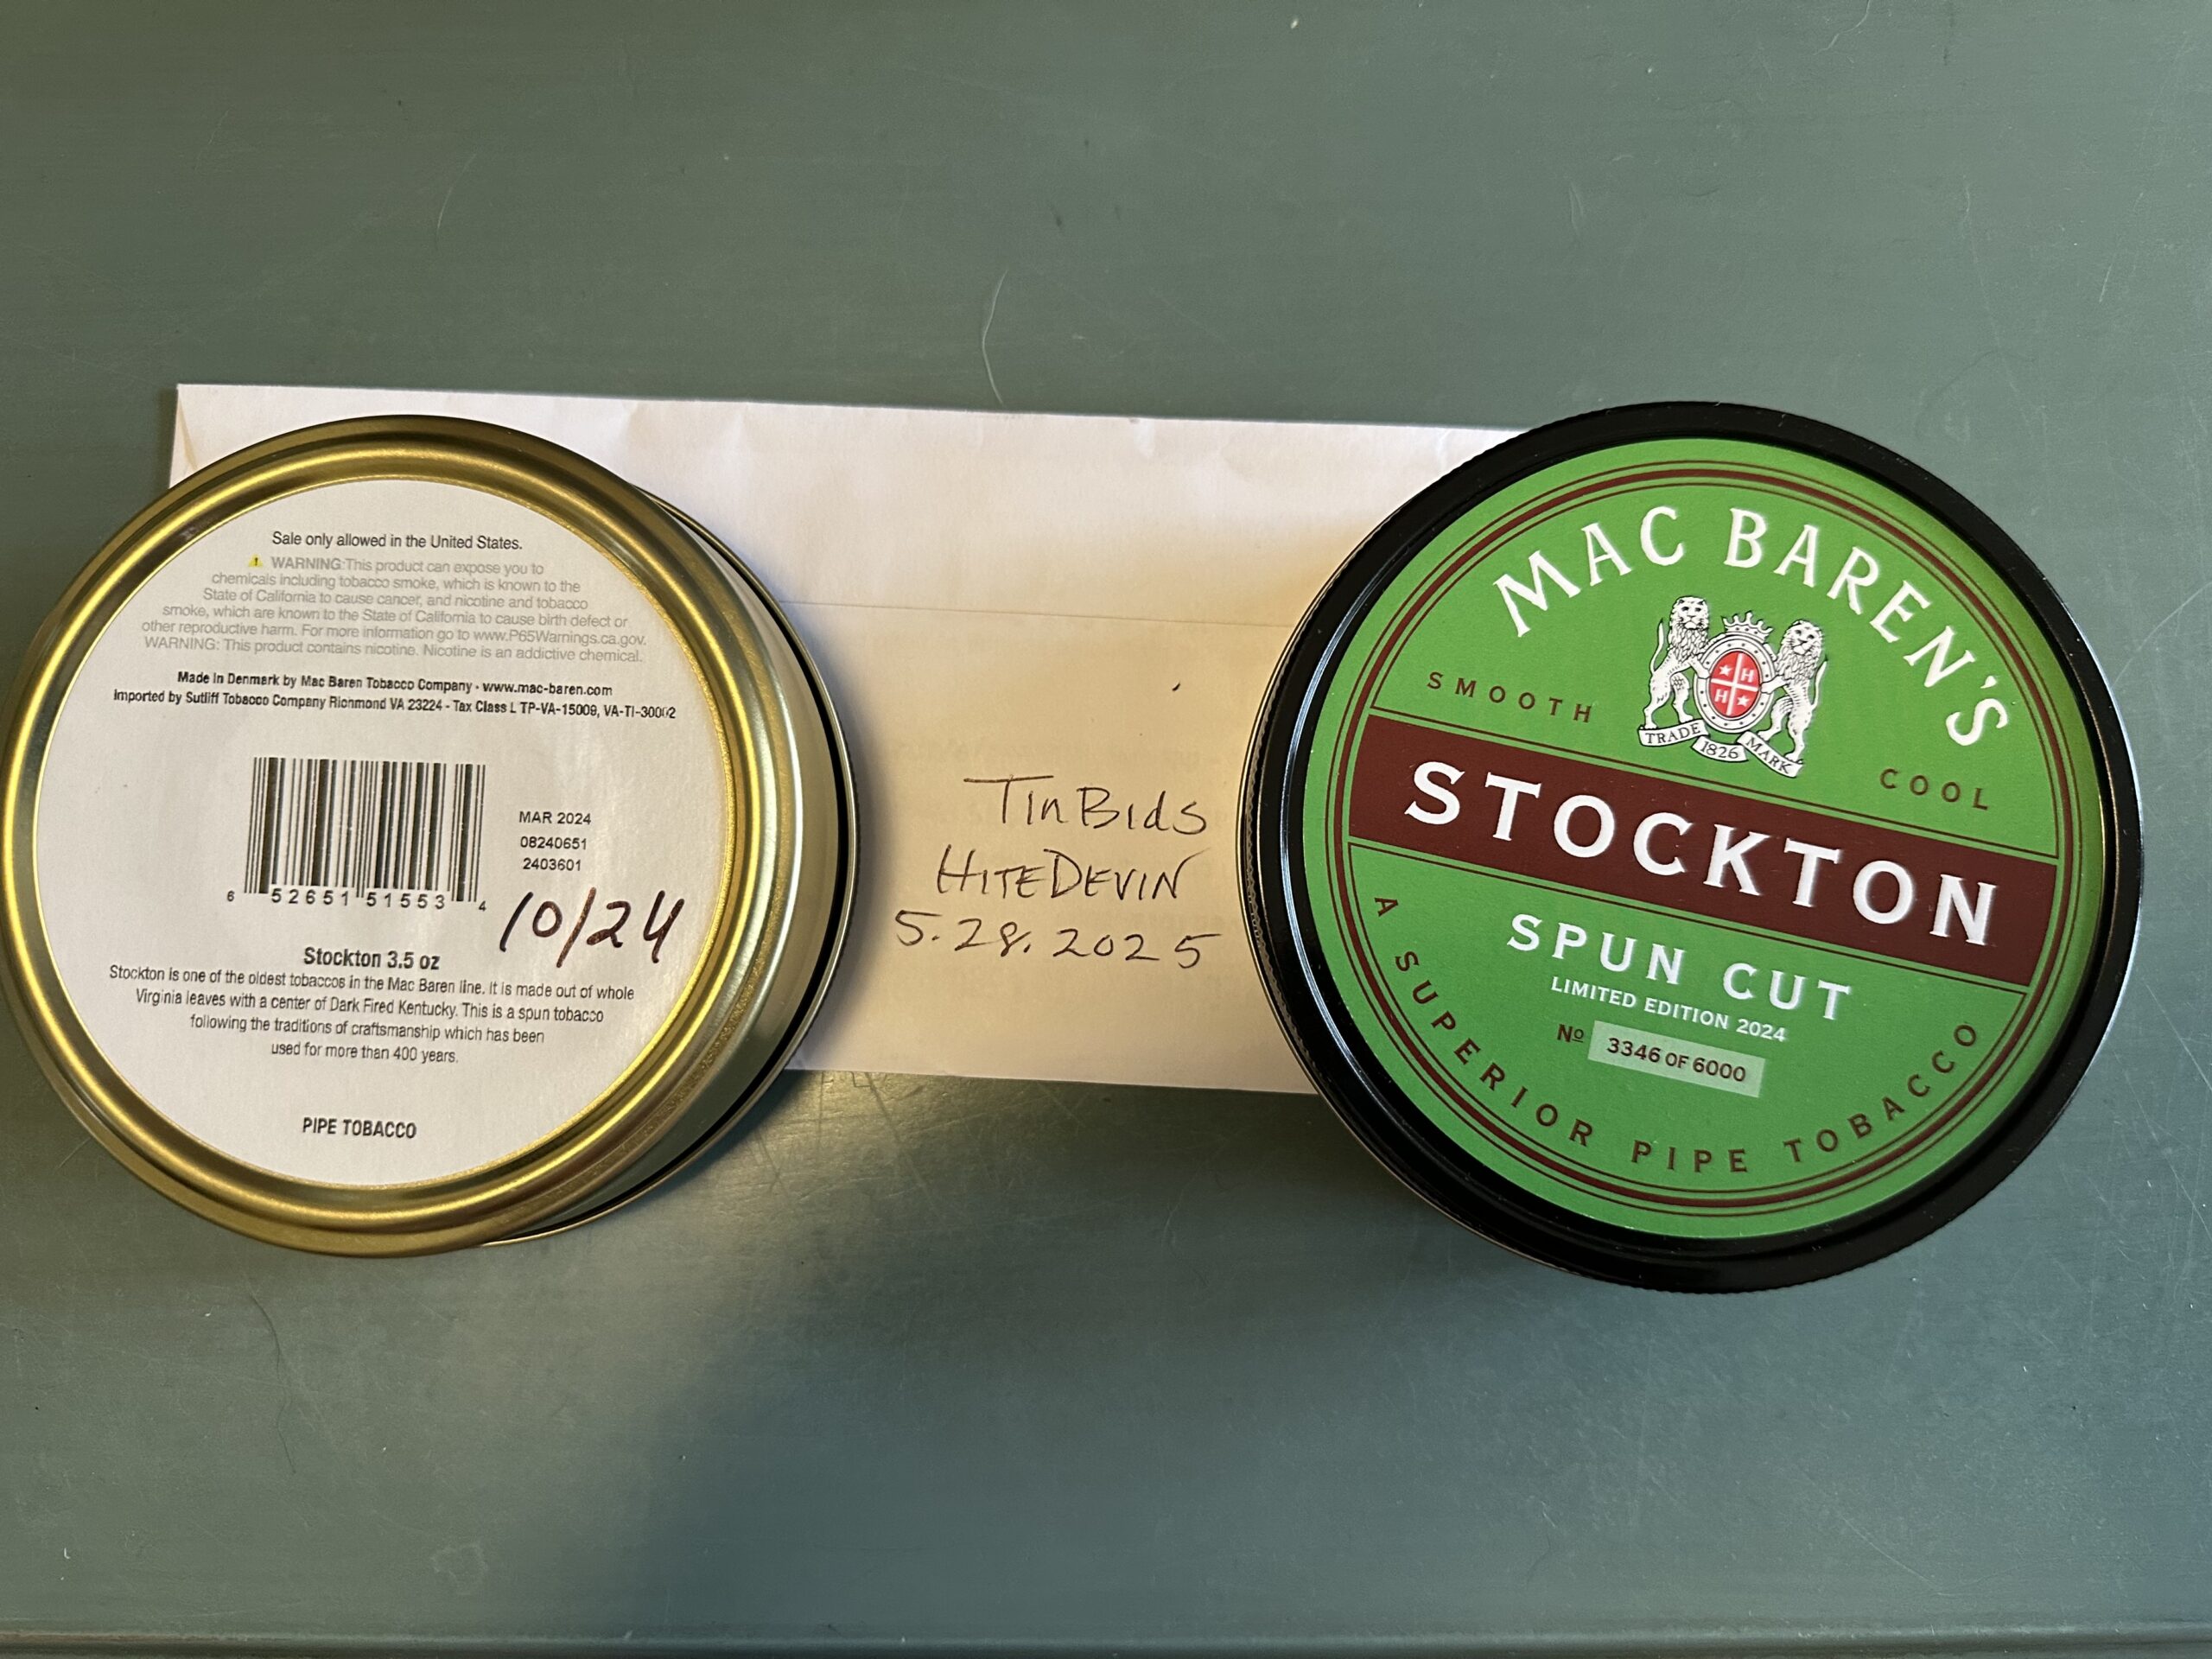 Sale only allowed in the United States.
WARNING:This product can expose you to
chemicals including tobacco smoke, which is known to the
State of California to cause cancer, and nicotine and tobacco
smoke, which are known to the State of California to cause birth defect or
other reproductive harm. For more information go to www.P65Warnings.ca.gov.
WARNING: This product contains nicotine. Nicotine is an addictive chemical.
Made in Denmark by Mac Baren Tobacco Company - www.mac-baren.com
Imported by Sutliff Tobacco Company Richmond VA 23224 - Tax Class L TP-VA-15009, VA-TI-30002
MAR 2024
08240651
2403601
6 52651 51553 4
10/24
Stockton 3.5 oz
Stockton is one of the oldest tobaccos in the Mac Baren line. It is made out of whole
Virginia leaves with a center of Dark Fired Kentucky. This is a spun tobacco
following the traditions of craftsmanship which has been
used for more than 400 years.
PIPE TOBACCO
TinBids
HITEDEVIN
5.28.2025
MAC BAREN'S
H
H
TRADE 1826 MARK
SMOOTH COOL
STOCKTON
SPUN CUT
LIMITED EDITION 2024
No 3346 OF 6000
A SUPERIOR PIPE TOBACCO